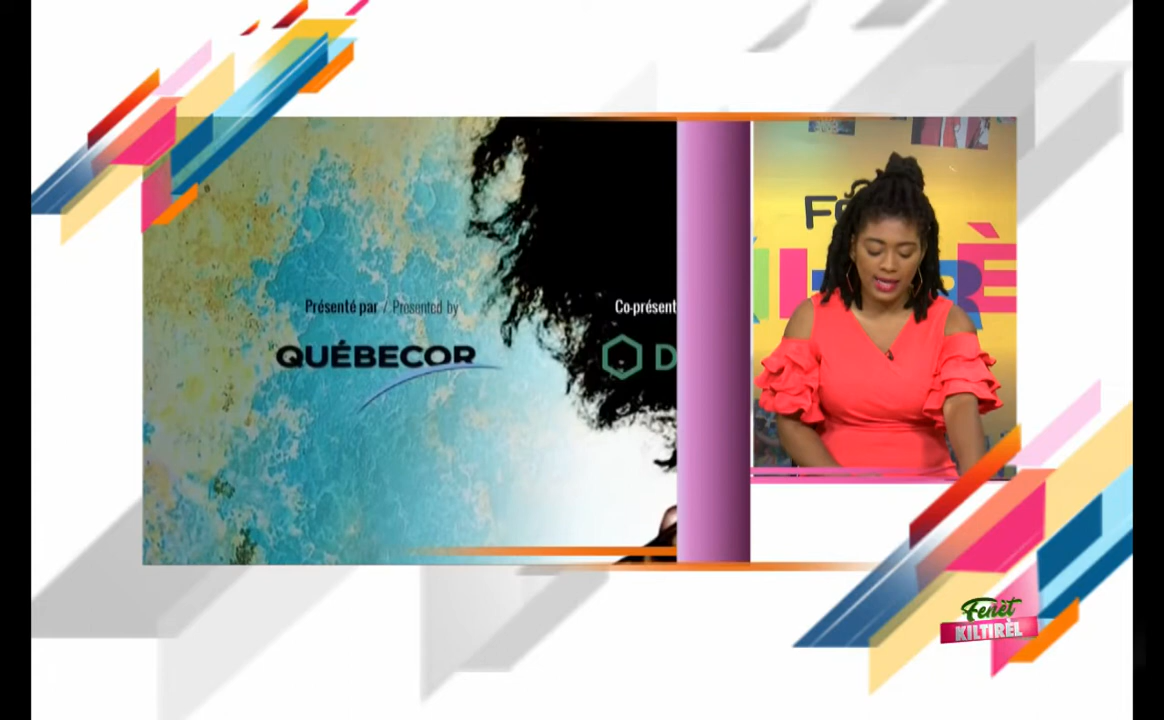 Présenté par / Presented by
Co-présent
QUÉBECOR
D
Fenèt
KILTIRÈL